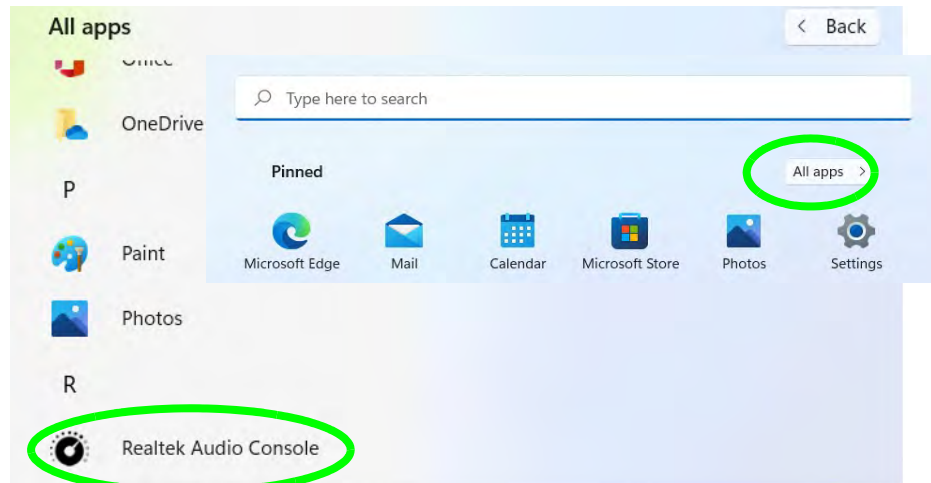 All apps
Back
Office
OneDrive
Type here to search
Pinned
All apps
P
Paint
Microsoft Edge
Mail
Calendar
Microsoft Store
Photos
Settings
Photos
R
Realtek Audio Console